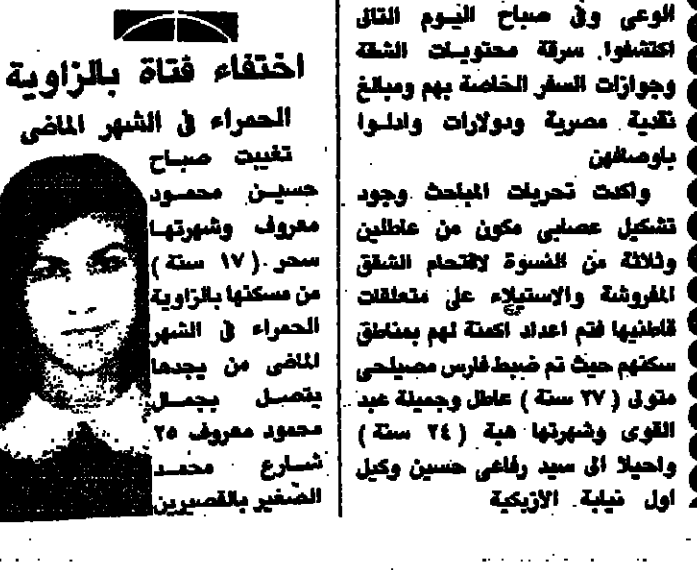 الوعى وفى صباح اليوم التالى
اكتشفوا سرقة محتويات الشقة
وجوازات السفر الخاصة بهم ومبالغ
نقدية مصرية ودولارات وادلوا
باوصافهن
واكدت تحريات المباحث وجود
تشكيل عصابى مكون من عاطلين
وثلاثة من النسوة لاقتحام الشقق
المفروشة والاستيلاء على متعلقات
قاطنيها فتم اعداد اكمنة لهم بمناطق
سكنهم حيث تم ضبط فارس مصيلحى
متولى ( ٢٧ سنة ) عاطل وجميلة عبد
القوى وشهرتها هبة ( ٢٤ سنة )
واحيلا الى سيد رفاعى حسين وكيل
اول نيابة الازبكية
اختفاء فتاة بالزاوية
الحمراء فى الشهر الماضى
تغيبت صباح
حسين محمود
معروف وشهرتها
سحر ( ١٧ سنة )
من مسكنها بالزاوية
الحمراء فى الشهر
الماضى من يجدها
يتصل بجمال
محمود معروف ٢٥
شارع محمد
الصغير بالقصيرين